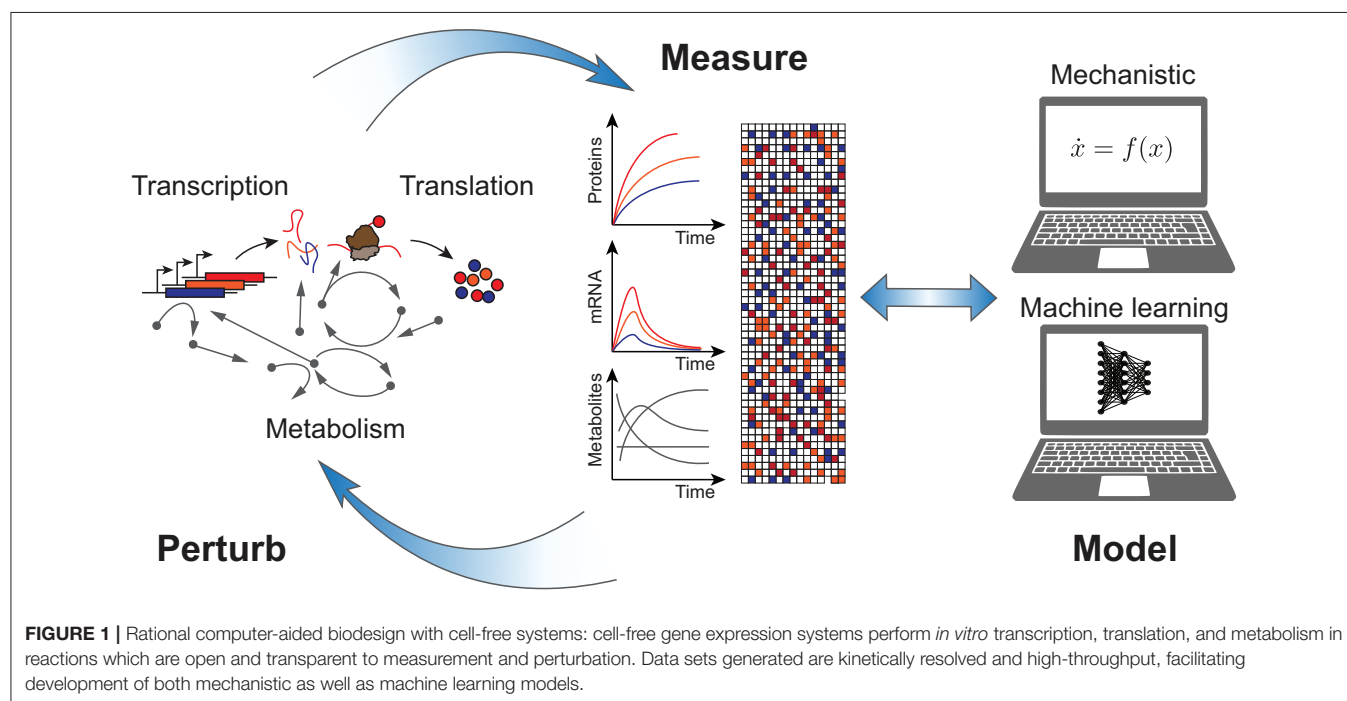 Measure
Mechanistic
ẋ = f(x)
Transcription
Translation
Proteins
Time
mRNA
Time
Machine learning
Metabolism
Metabolites
Time
Perturb
Model
FIGURE 1 | Rational computer-aided biodesign with cell-free systems: cell-free gene expression systems perform in vitro transcription, translation, and metabolism in
reactions which are open and transparent to measurement and perturbation. Data sets generated are kinetically resolved and high-throughput, facilitating
development of both mechanistic as well as machine learning models.